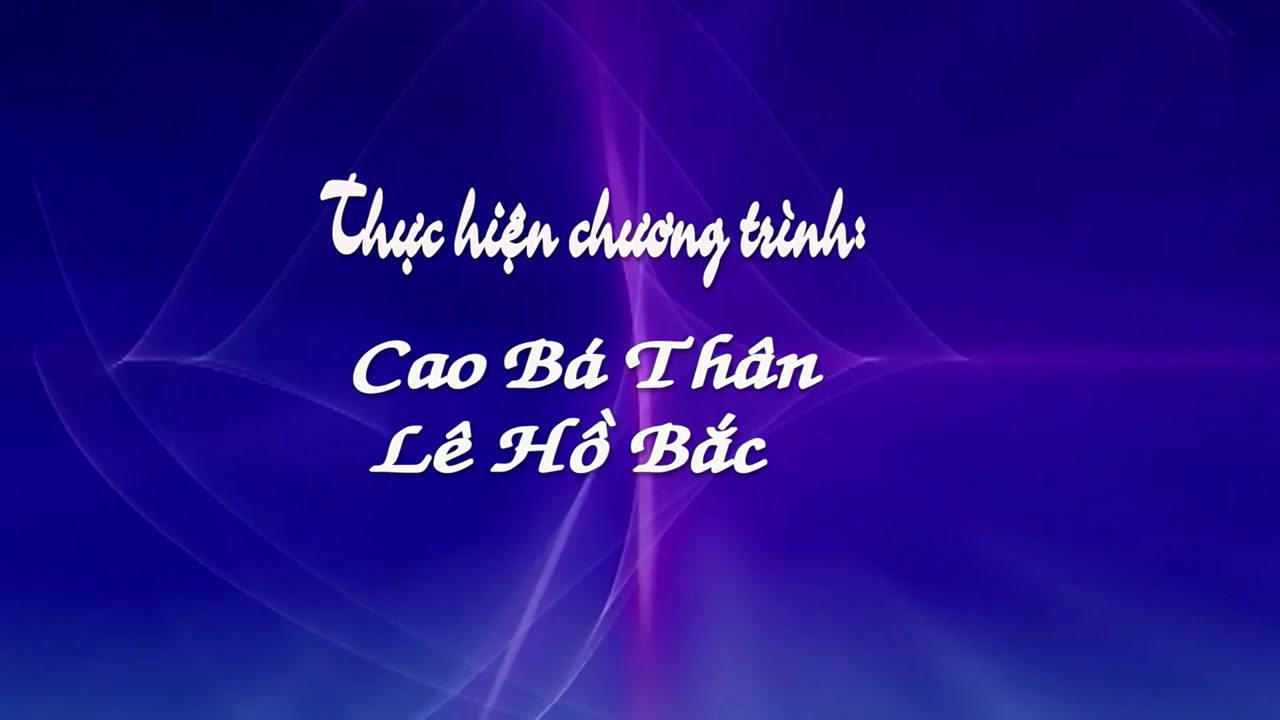 Thực hiện chương trình:
Cao Bá Thân
Lê Hồ Bắc